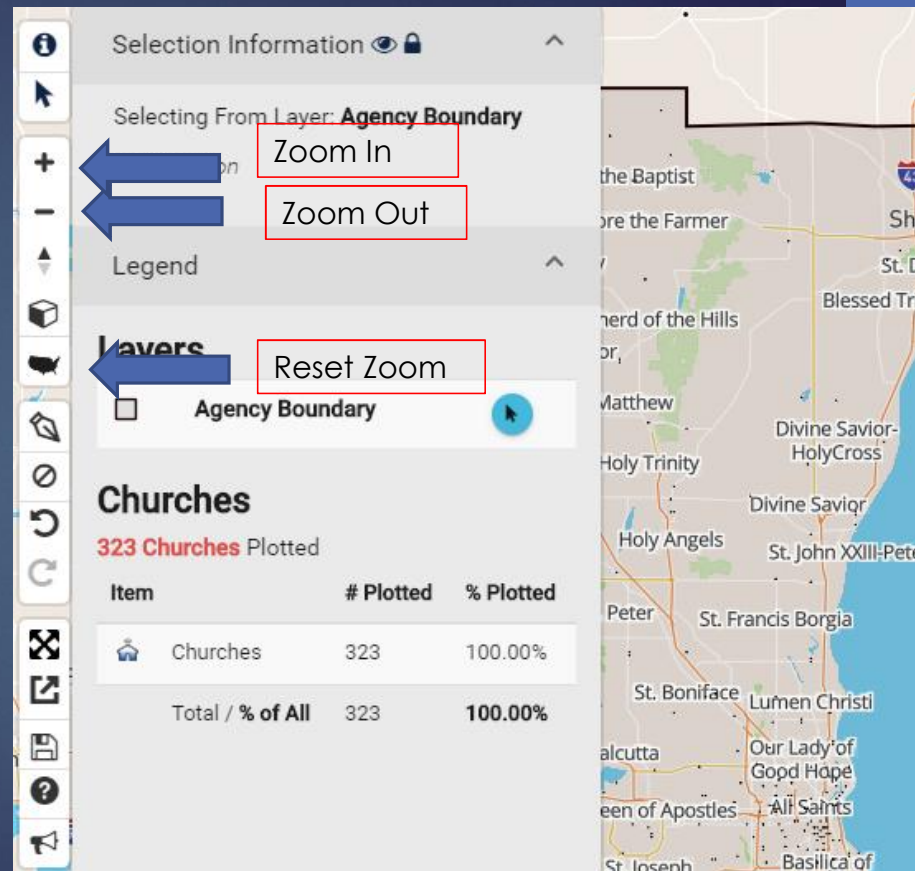 Selection Information
Selecting From Layer: Agency Boundary
Zoom In
Zoom Out
Legend
Layers
Reset Zoom
Agency Boundary
Churches
323 Churches Plotted
Item # Plotted % Plotted
Churches 323 100.00%
Total / % of All 323 100.00%
the Baptist
ore the Farmer
Sh
St. D
Blessed Tr
herd of the Hills
or,
Matthew
Divine Savior-
HolyCross
Holy Trinity
Divine Savior
Holy Angels
St. John XXIII-Pete
Peter
St. Francis Borgia
St. Boniface
Lumen Christi
alcutta
Our Lady of
Good Hope
een of Apostles
All Saints
St. Joseph
Basilica of